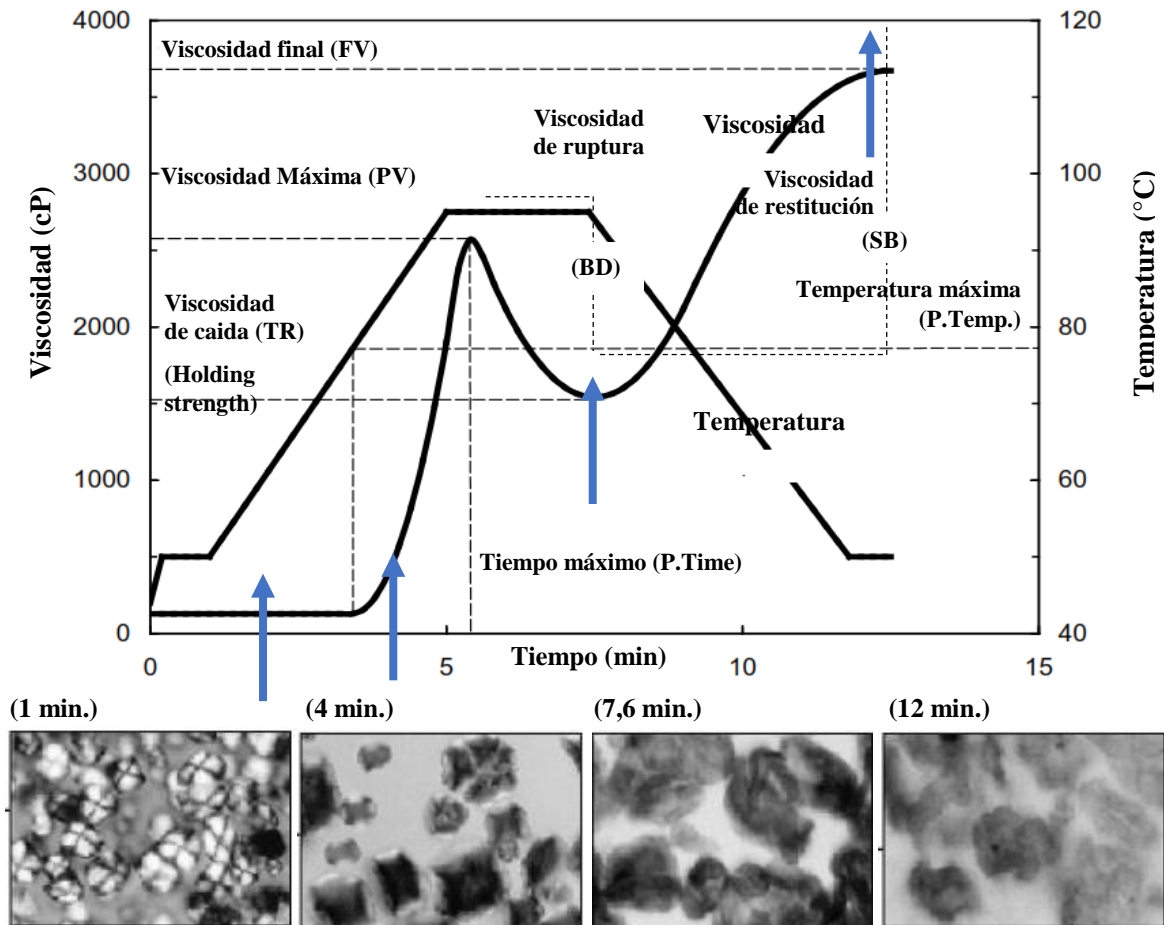 4000
120
Viscosidad final (FV)
Viscosidad
de ruptura
Viscosidad
3000
100
Viscosidad Máxima (PV)
Viscosidad
de restitución
(SB)
(BD)
Viscosidad (cP)
Temperatura (°C)
Temperatura máxima
(P.Temp.)
Viscosidad
de caida (TR)
2000
80
(Holding
strength)
Temperatura
1000
60
Tiempo máximo (P.Time)
0
40
0
5
10
15
Tiempo (min)
(1 min.)
(4 min.)
(7,6 min.)
(12 min.)